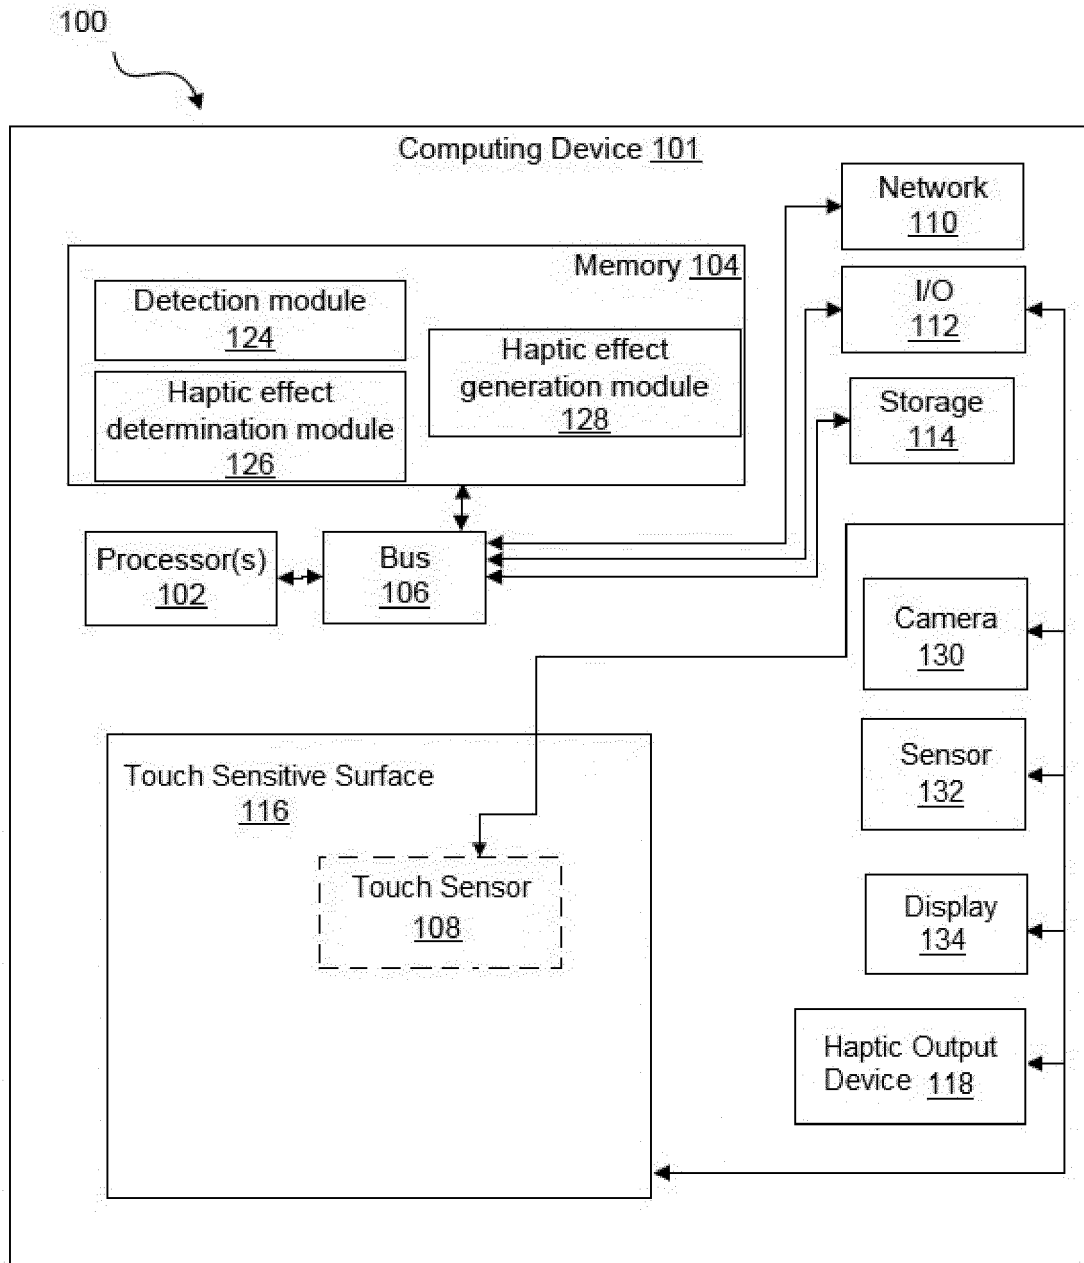 100
Computing Device 101
Network
110
Memory 104
I/O
112
Detection module
124
Haptic effect
generation module
128
Haptic effect
determination module
126
Storage
114
Processor(s)
102
Bus
106
Camera
130
Touch Sensitive Surface
116
Sensor
132
Touch Sensor
108
Display
134
Haptic Output
Device 118